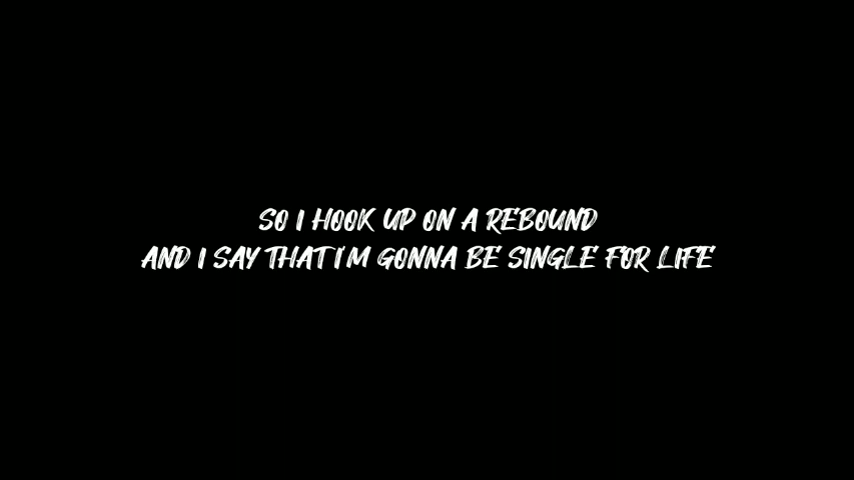 SO I HOOK UP ON A REBOUND
AND I SAY THAT I'M GONNA BE SINGLE FOR LIFE